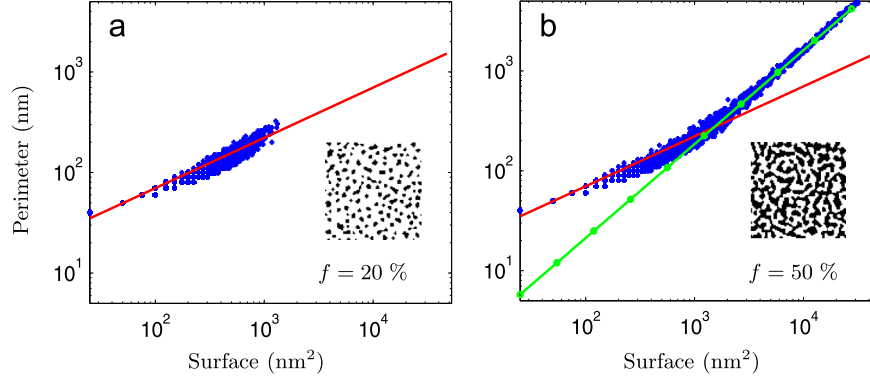 a
b
Perimeter (nm)
10^3
10^2
10^1
10^3
10^2
10^1
f = 20 %
f = 50 %
10^2
10^3
10^4
10^2
10^3
10^4
Surface (nm^2)
Surface (nm^2)